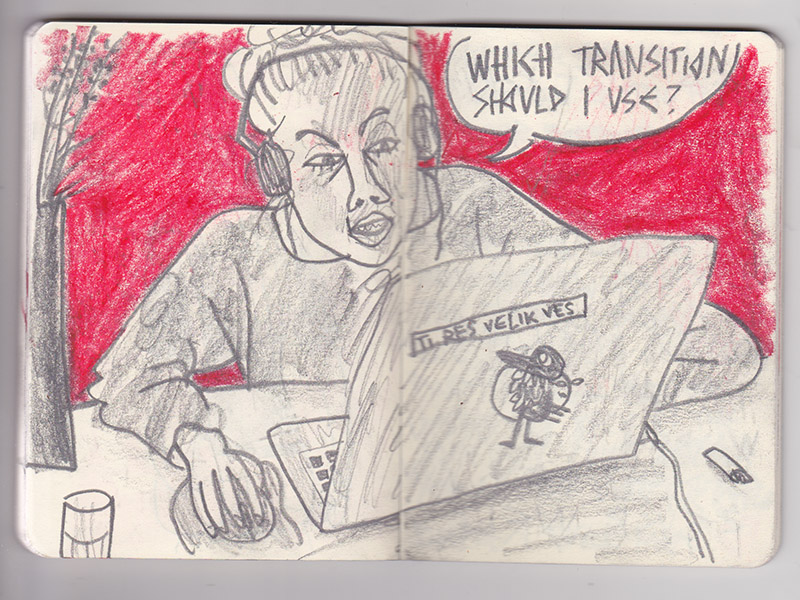 WHICH TRANSITION
SHOULD I USE?
TI RES VELIK VES